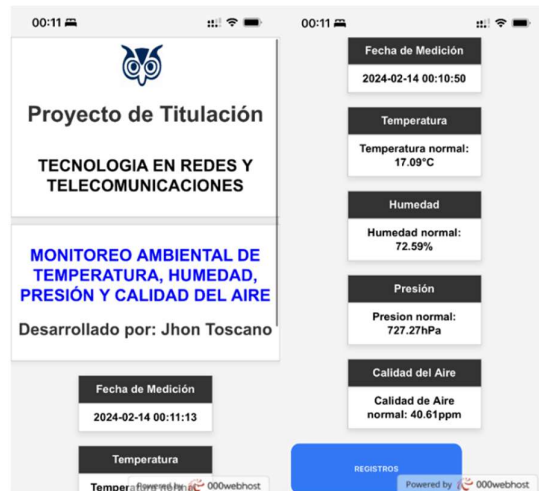 00:11
Proyecto de Titulación
TECNOLOGIA EN REDES Y
TELECOMUNICACIONES
MONITOREO AMBIENTAL DE
TEMPERATURA, HUMEDAD,
PRESIÓN Y CALIDAD DEL AIRE
Desarrollado por: Jhon Toscano
Fecha de Medición
2024-02-14 00:11:13
Temperatura
Powered by 000webhost
00:11
Fecha de Medición
2024-02-14 00:10:50
Temperatura
Temperatura normal:
17.09°C
Humedad
Humedad normal:
72.59%
Presión
Presion normal:
727.27hPa
Calidad del Aire
Calidad de Aire
normal: 40.61ppm
REGISTROS
Powered by 000webhost